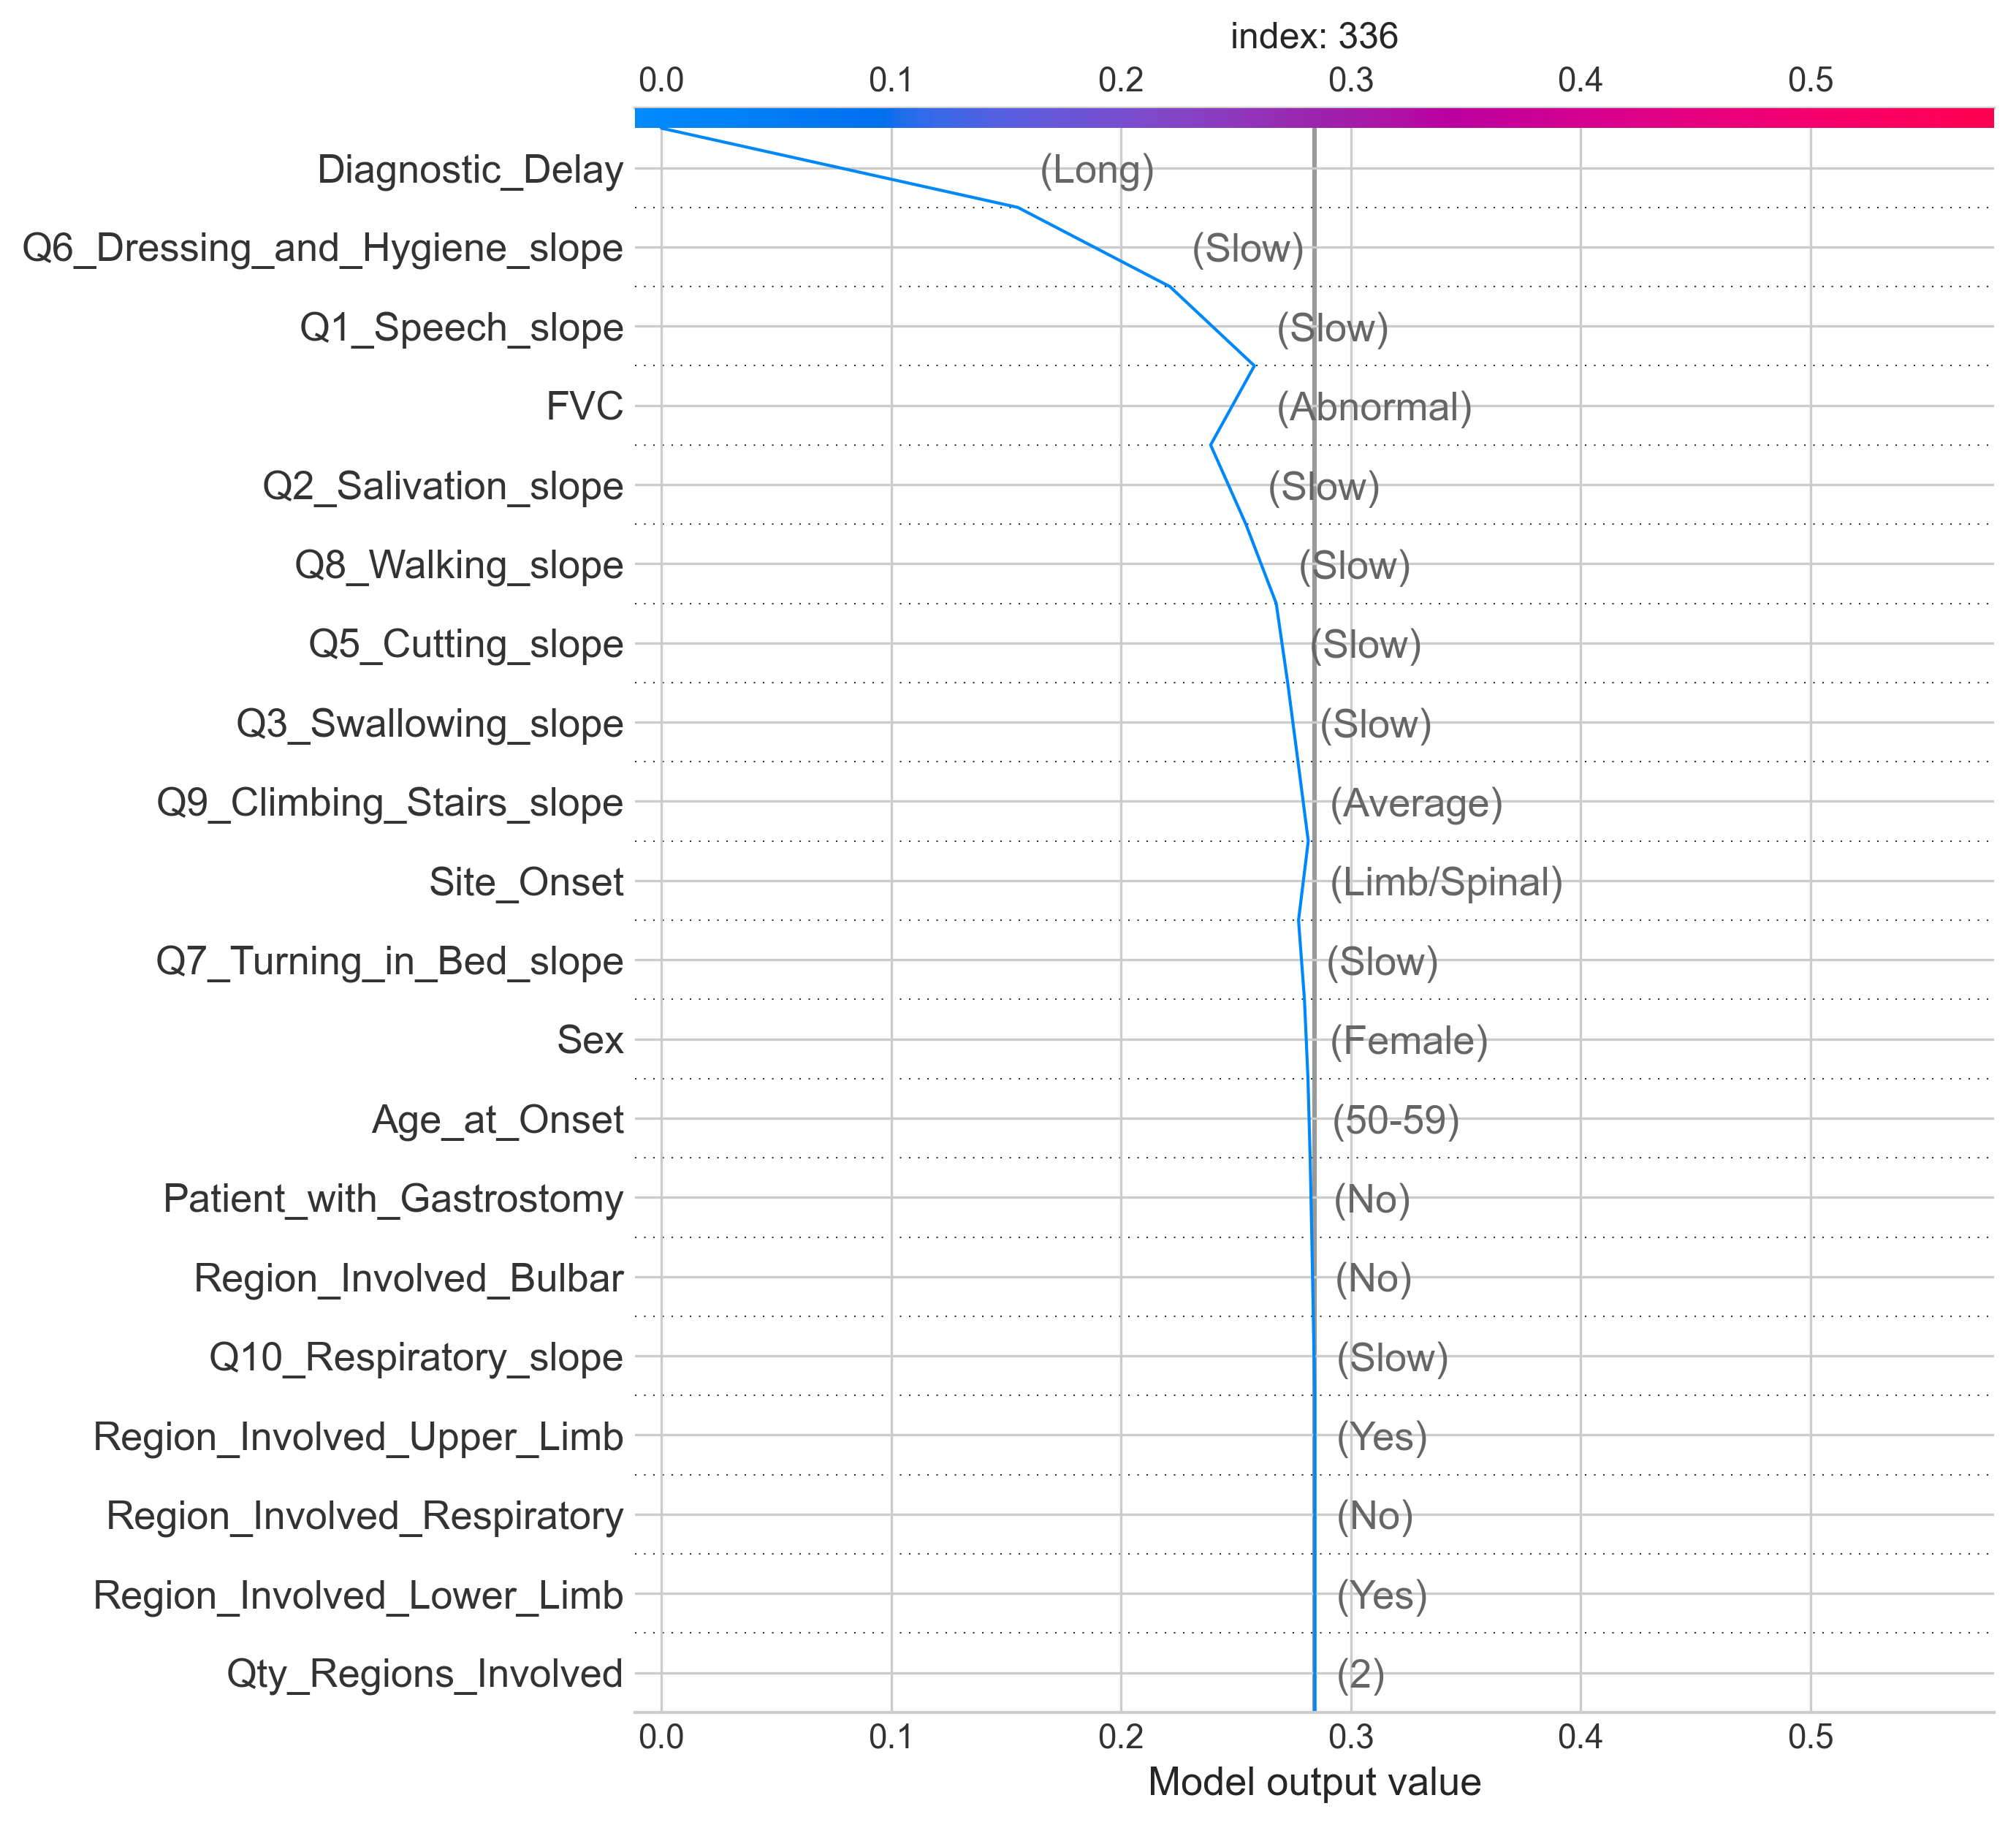 index: 336
0.0 0.1 0.2 0.3 0.4 0.5
Diagnostic_Delay (Long)
Q6_Dressing_and_Hygiene_slope (Slow)
Q1_Speech_slope (Slow)
FVC (Abnormal)
Q2_Salivation_slope (Slow)
Q8_Walking_slope (Slow)
Q5_Cutting_slope (Slow)
Q3_Swallowing_slope (Slow)
Q9_Climbing_Stairs_slope (Average)
Site_Onset (Limb/Spinal)
Q7_Turning_in_Bed_slope (Slow)
Sex (Female)
Age_at_Onset (50-59)
Patient_with_Gastrostomy (No)
Region_Involved_Bulbar (No)
Q10_Respiratory_slope (Slow)
Region_Involved_Upper_Limb (Yes)
Region_Involved_Respiratory (No)
Region_Involved_Lower_Limb (Yes)
Qty_Regions_Involved (2)
0.0 0.1 0.2 0.3 0.4 0.5
Model output value